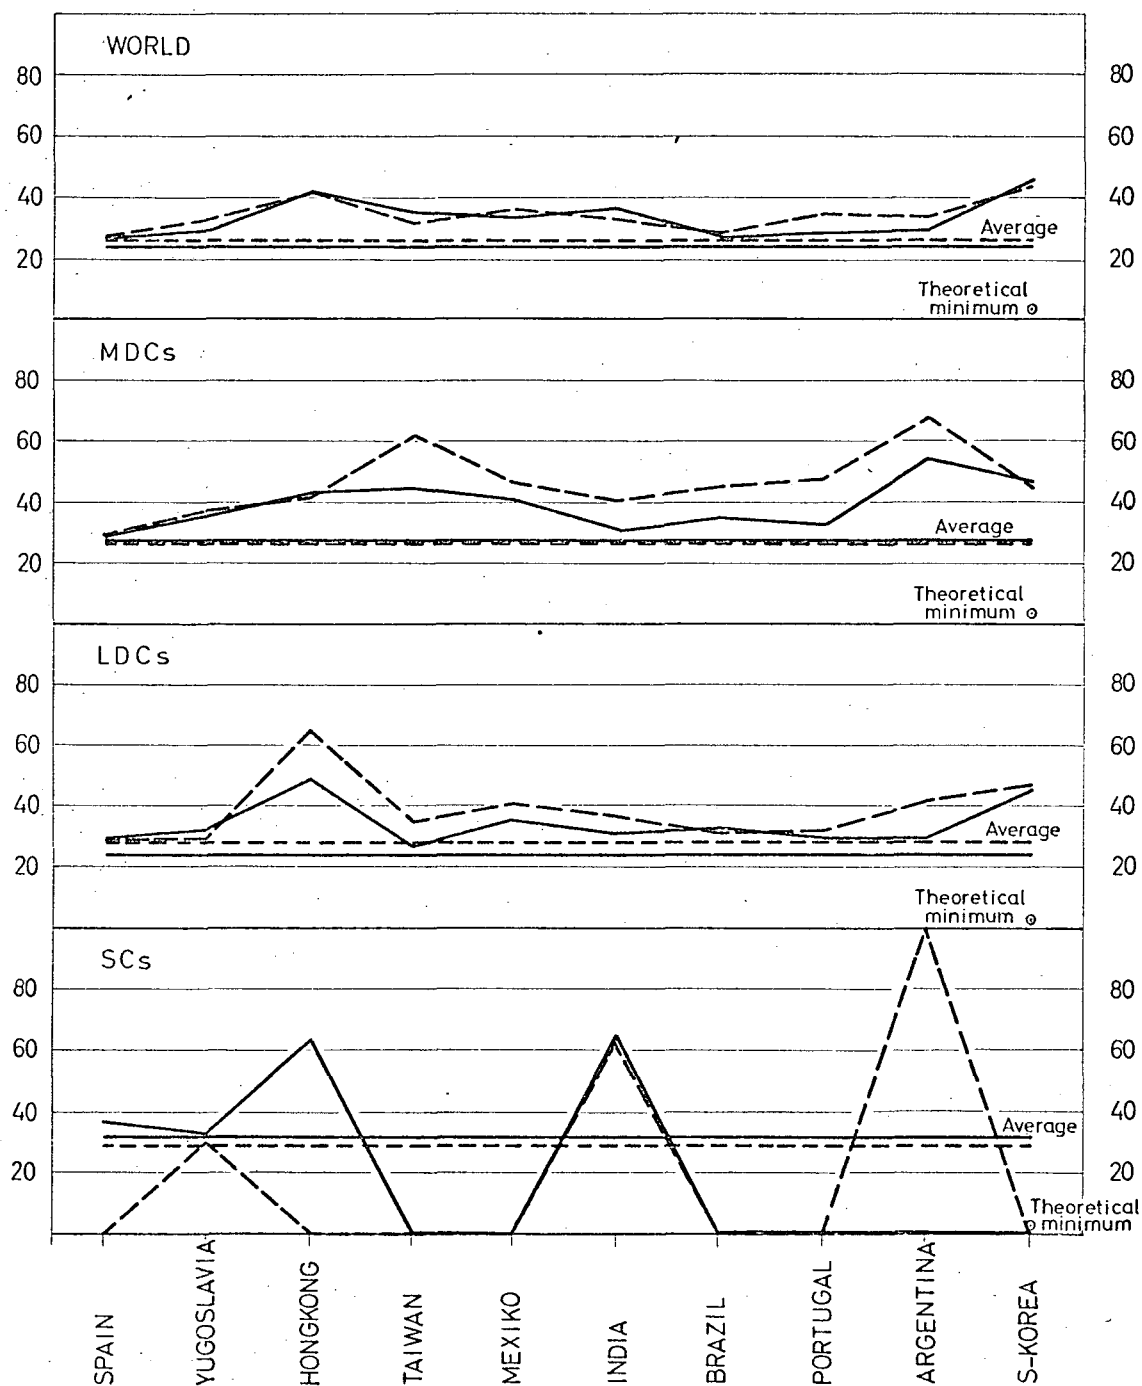 WORLD
80 80
60 60
40 40
Average
20 20
Theoretical
minimum
MDCs
80 80
60 60
40 40
Average
20 20
Theoretical
minimum
LDCs
80 80
60 60
40 40
Average
20 20
Theoretical
minimum
SCs
80 80
60 60
40 40
Average
20 20
Theoretical
minimum
SPAIN
YUGOSLAVIA
HONGKONG
TAIWAN
MEXIKO
INDIA
BRAZIL
PORTUGAL
ARGENTINA
S-KOREA